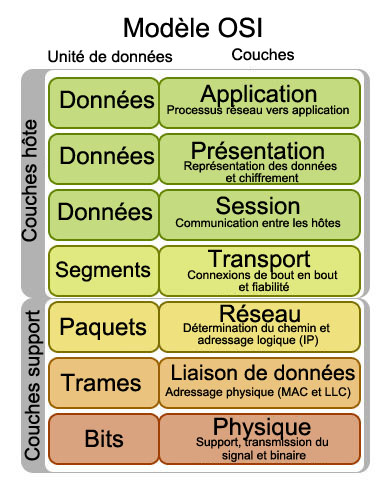 Modèle OSI
Unité de données
Couches
Couches hôte
Données
Application
Processus réseau vers application
Données
Présentation
Représentation des données
et chiffrement
Données
Session
Communication entre les hôtes
Segments
Transport
Connexions de bout en bout
et fiabilité
Couches support
Paquets
Réseau
Détermination du chemin et
adressage logique (IP)
Trames
Liaison de données
Adressage physique (MAC et LLC)
Bits
Physique
Support, transmission du
signal et binaire